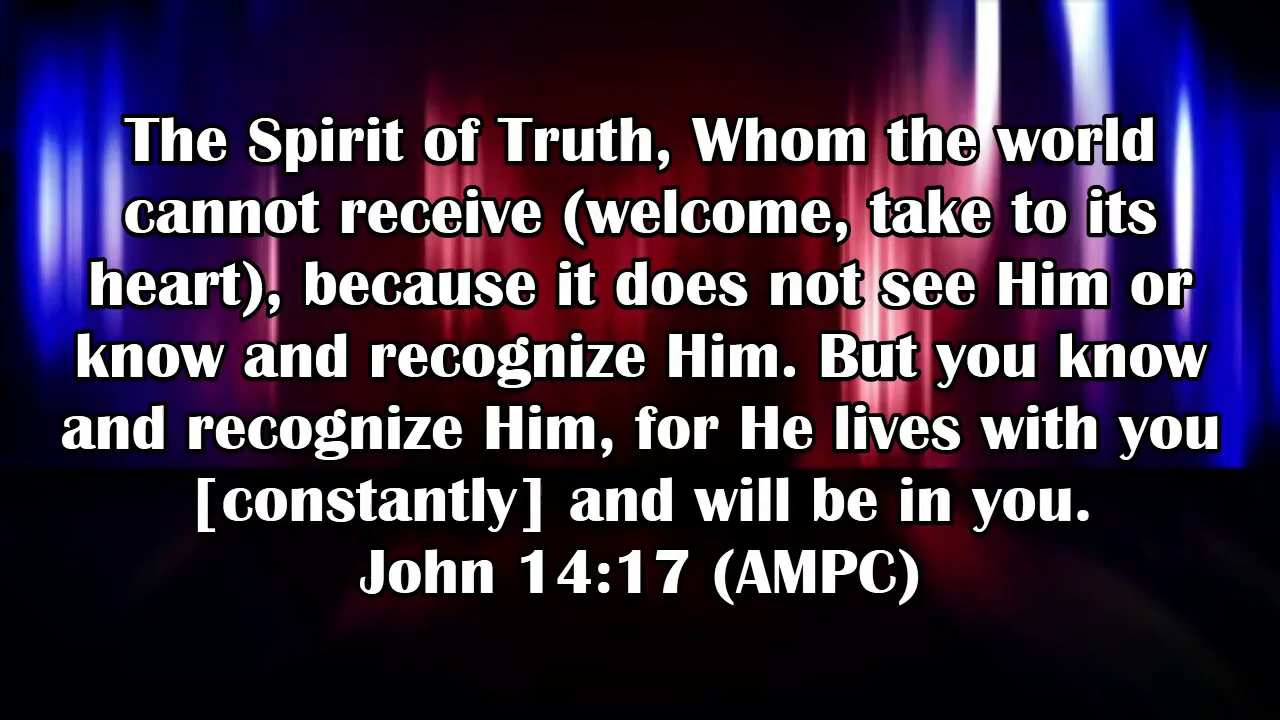 The Spirit of Truth, Whom the world
cannot receive (welcome, take to its
heart), because it does not see Him or
know and recognize Him. But you know
and recognize Him, for He lives with you
[constantly] and will be in you.
John 14:17 (AMPC)